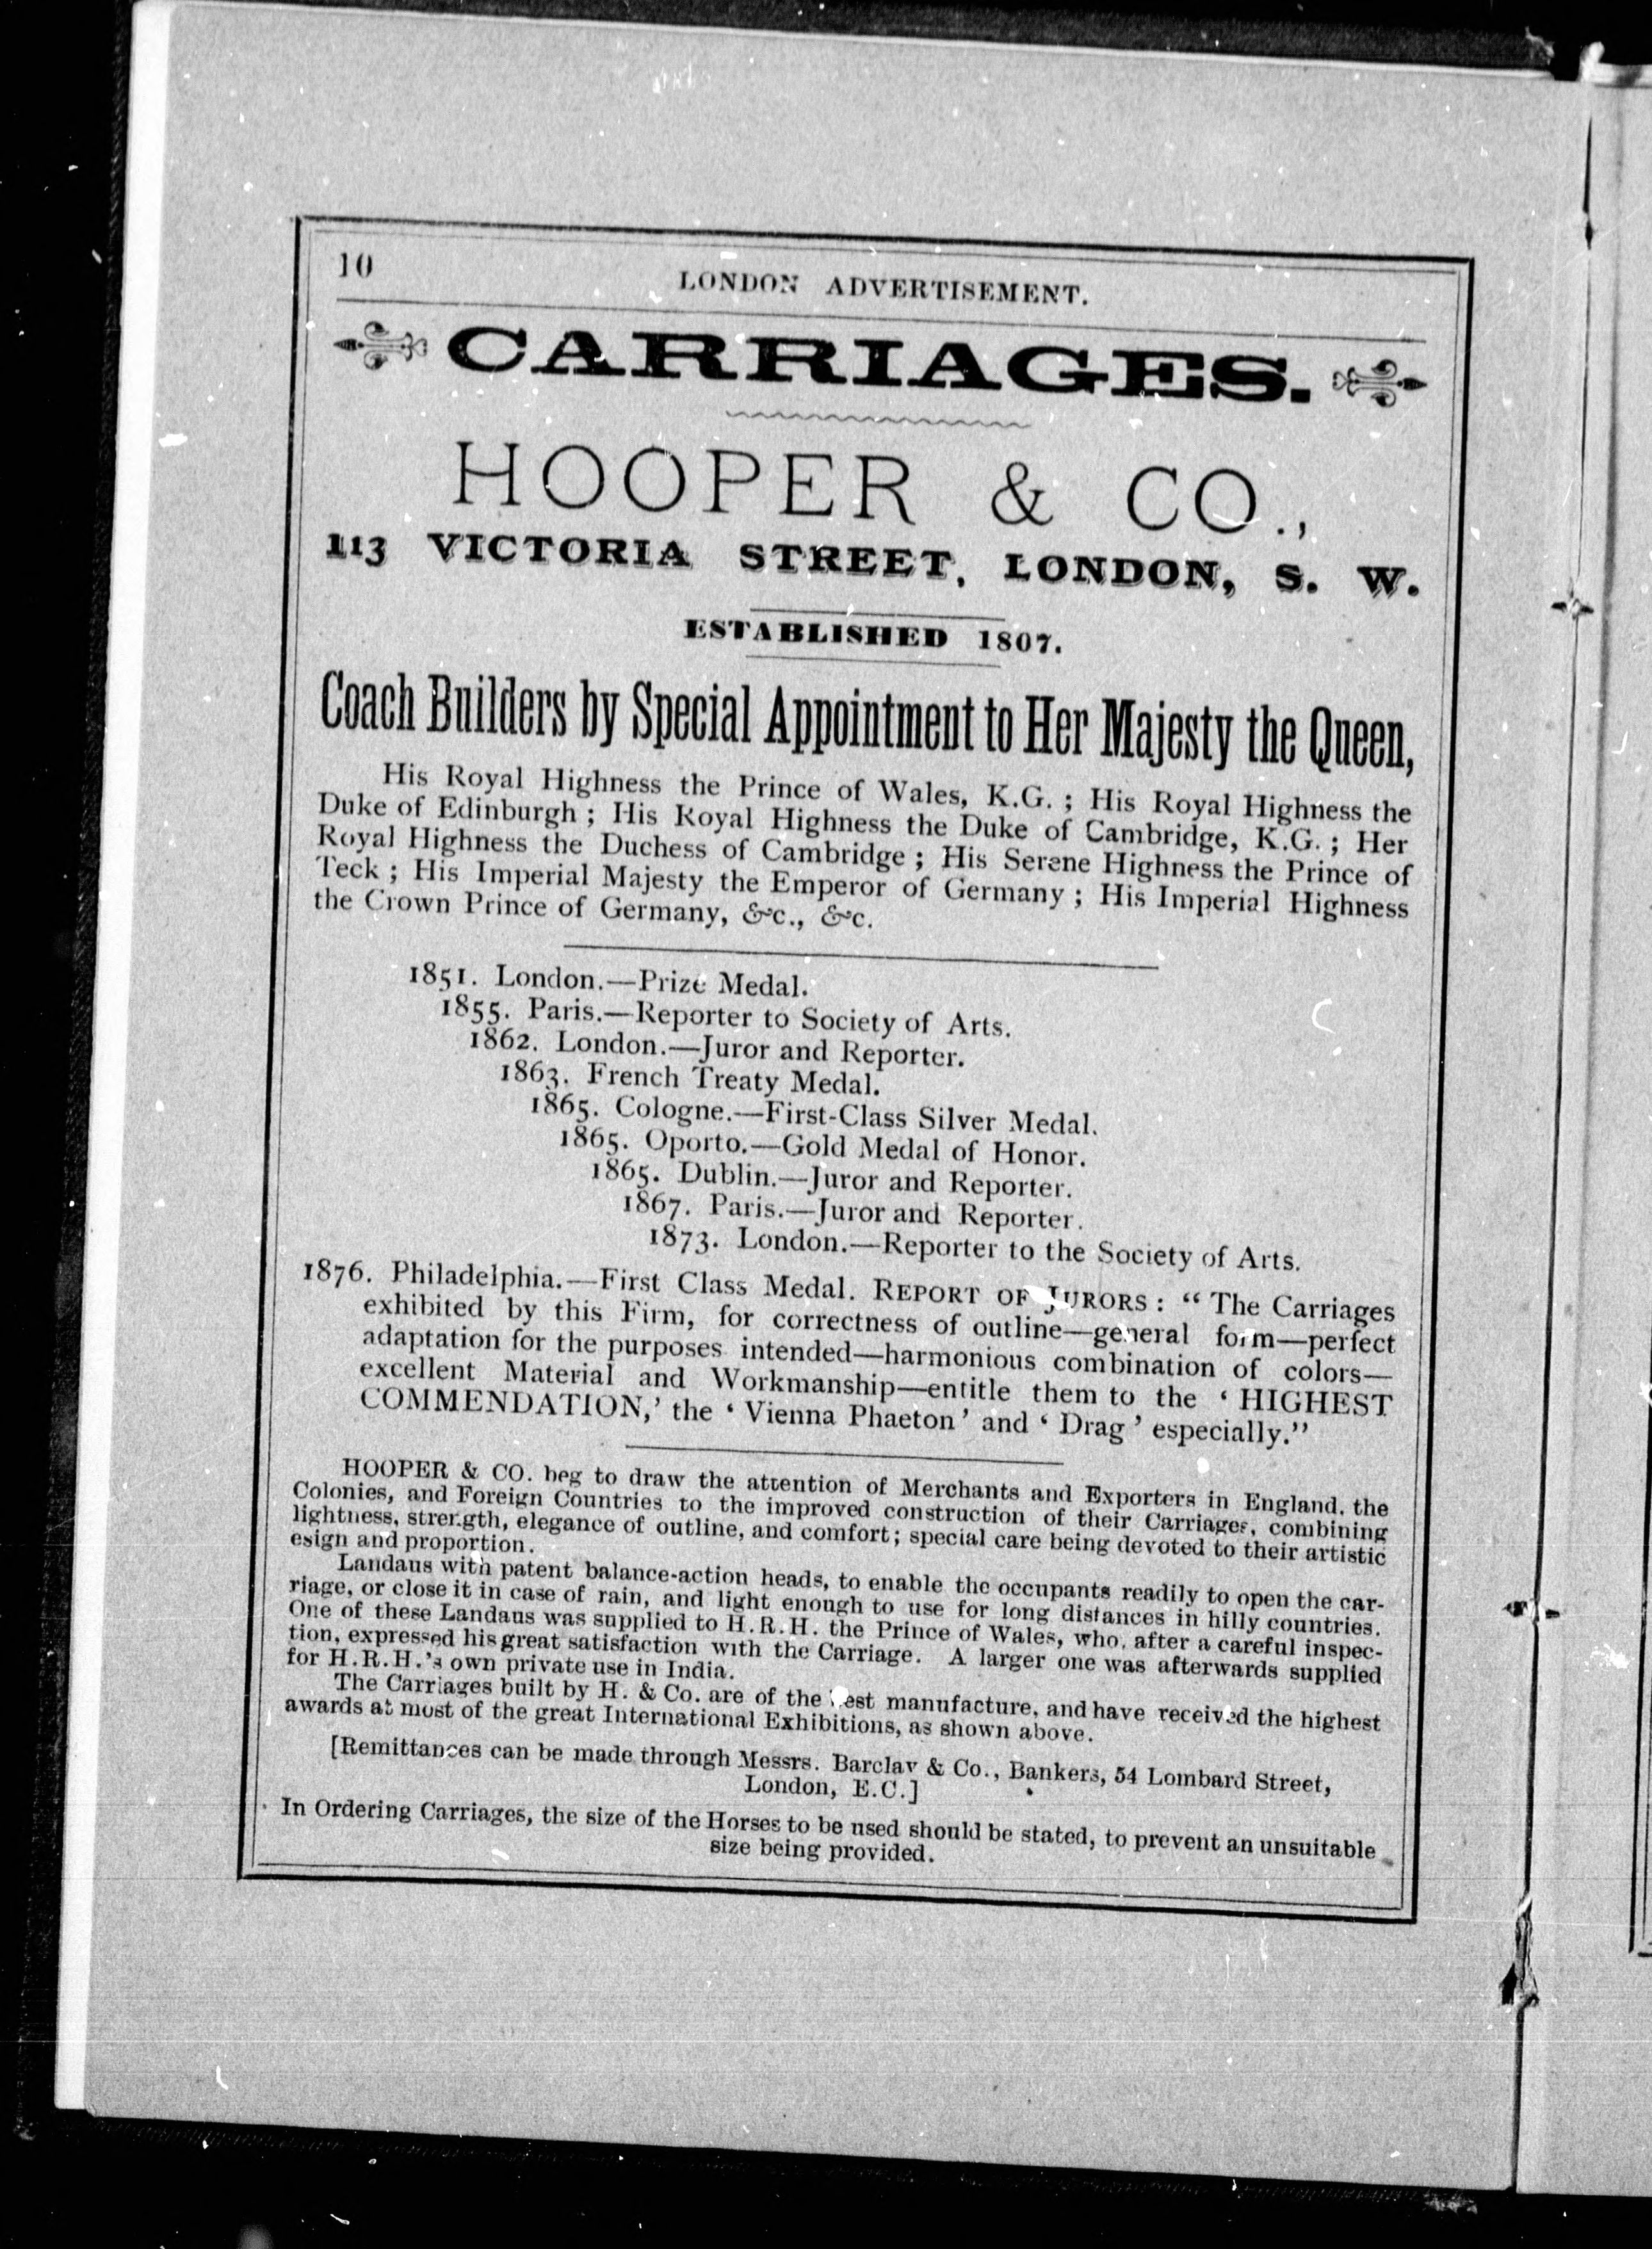 10
LONDON ADVERTISEMENT.
CARRIAGES.
HOOPER & CO.,
113 VICTORIA STREET, LONDON, S. W.
ESTABLISHED 1807.
Coach Builders by Special Appointment to Her Majesty the Queen,
His Royal Highness the Prince of Wales, K.G. ; His Royal Highness the
Duke of Edinburgh ; His Royal Highness the Duke of Cambridge, K.G. ; Her
Royal Highness the Duchess of Cambridge ; His Serene Highness the Prince of
Teck ; His Imperial Majesty the Emperor of Germany ; His Imperial Highness
the Crown Prince of Germany, &c., &c.
1851. London.—Prize Medal.
1855. Paris.—Reporter to Society of Arts.
1862. London.—Juror and Reporter.
1863. French Treaty Medal.
1865. Cologne.—First-Class Silver Medal.
1865. Oporto.—Gold Medal of Honor.
1865. Dublin.—Juror and Reporter.
1867. Paris.—Juror and Reporter.
1873. London.—Reporter to the Society of Arts.
1876. Philadelphia.—First Class Medal. REPORT OF JURORS : “ The Carriages
exhibited by this Firm, for correctness of outline—general form—perfect
adaptation for the purposes intended—harmonious combination of colors—
excellent Material and Workmanship—entitle them to the ‘ HIGHEST
COMMENDATION,’ the ‘ Vienna Phaeton ’ and ‘ Drag ’ especially.”
HOOPER & CO. beg to draw the attention of Merchants and Exporters in England, the
Colonies, and Foreign Countries to the improved construction of their Carriages, combining
lightness, strength, elegance of outline, and comfort; special care being devoted to their artistic
esign and proportion.
Landaus with patent balance-action heads, to enable the occupants readily to open the car-
riage, or close it in case of rain, and light enough to use for long distances in hilly countries.
One of these Landaus was supplied to H.R.H. the Prince of Wales, who, after a careful inspec-
tion, expressed his great satisfaction with the Carriage. A larger one was afterwards supplied
for H.R.H.'s own private use in India.
The Carriages built by H. & Co. are of the best manufacture, and have received the highest
awards at most of the great International Exhibitions, as shown above.
[Remittances can be made through Messrs. Barclay & Co., Bankers, 54 Lombard Street,
London, E.C.]
In Ordering Carriages, the size of the Horses to be used should be stated, to prevent an unsuitable
size being provided.